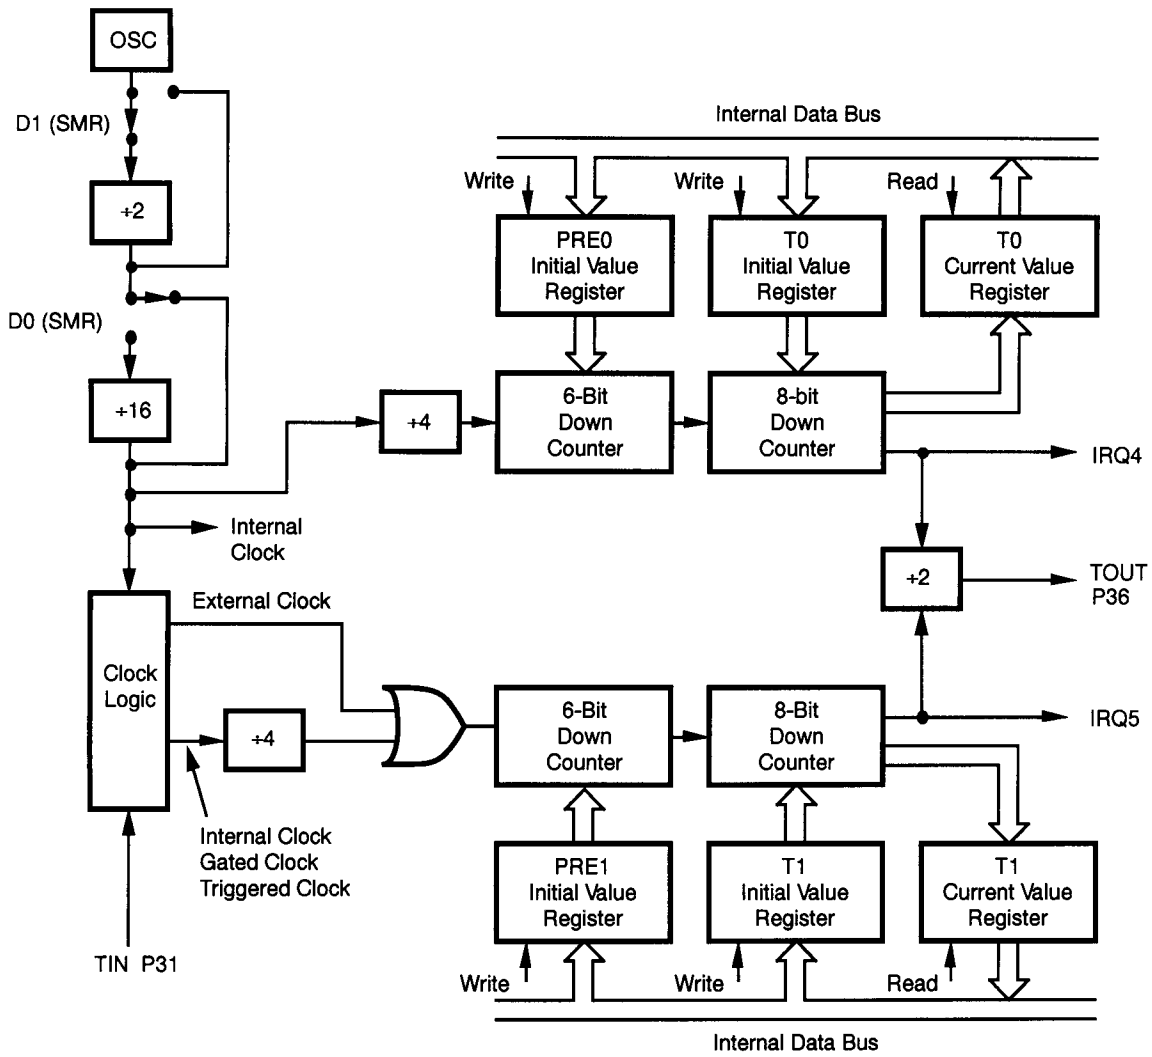 OSC
D1 (SMR)
÷2
D0 (SMR)
÷16
Internal
Clock
Internal Data Bus
Write
Write
Read
PRE0
Initial Value
Register
T0
Initial Value
Register
T0
Current Value
Register
÷4
6-Bit
Down
Counter
8-bit
Down
Counter
IRQ4
÷2
TOUT
P36
External Clock
Clock
Logic
÷4
Internal Clock
Gated Clock
Triggered Clock
TIN P31
6-Bit
Down
Counter
8-Bit
Down
Counter
IRQ5
PRE1
Initial Value
Register
T1
Initial Value
Register
T1
Current Value
Register
Write
Write
Read
Internal Data Bus